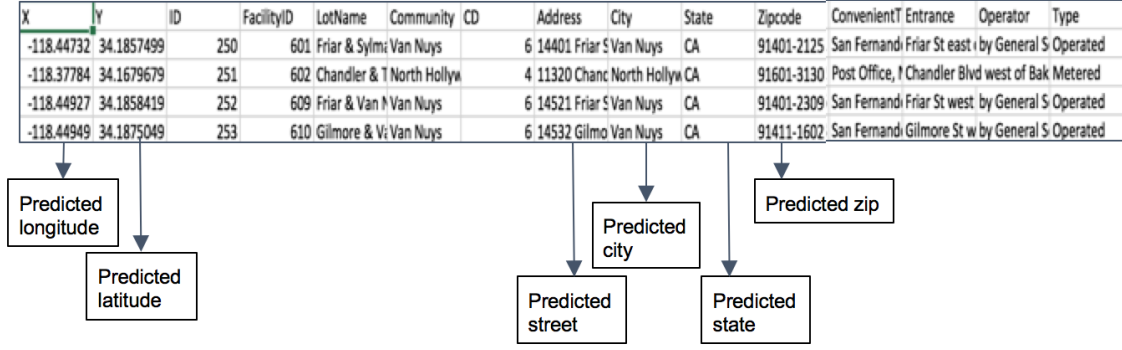 X Y ID FacilityID LotName Community CD Address City State Zipcode ConvenientT Entrance Operator Type
-118.44732 34.1857499 250 601 Friar & Sylma Van Nuys 6 14401 Friar S Van Nuys CA 91401-2125 San Fernand Friar St east by General S Operated
-118.37784 34.1679679 251 602 Chandler & T North Hollyw 4 11320 Chanc North Hollyw CA 91601-3130 Post Office, Chandler Blvd west of Bak Metered
-118.44927 34.1858419 252 609 Friar & Van N Van Nuys 6 14521 Friar S Van Nuys CA 91401-2309 San Fernand Friar St west by General S Operated
-118.44949 34.1875049 253 610 Gilmore & Va Van Nuys 6 14532 Gilmo Van Nuys CA 91411-1602 San Fernand Gilmore St w by General S Operated
Predicted
longitude
Predicted
latitude
Predicted
street
Predicted
city
Predicted
state
Predicted zip